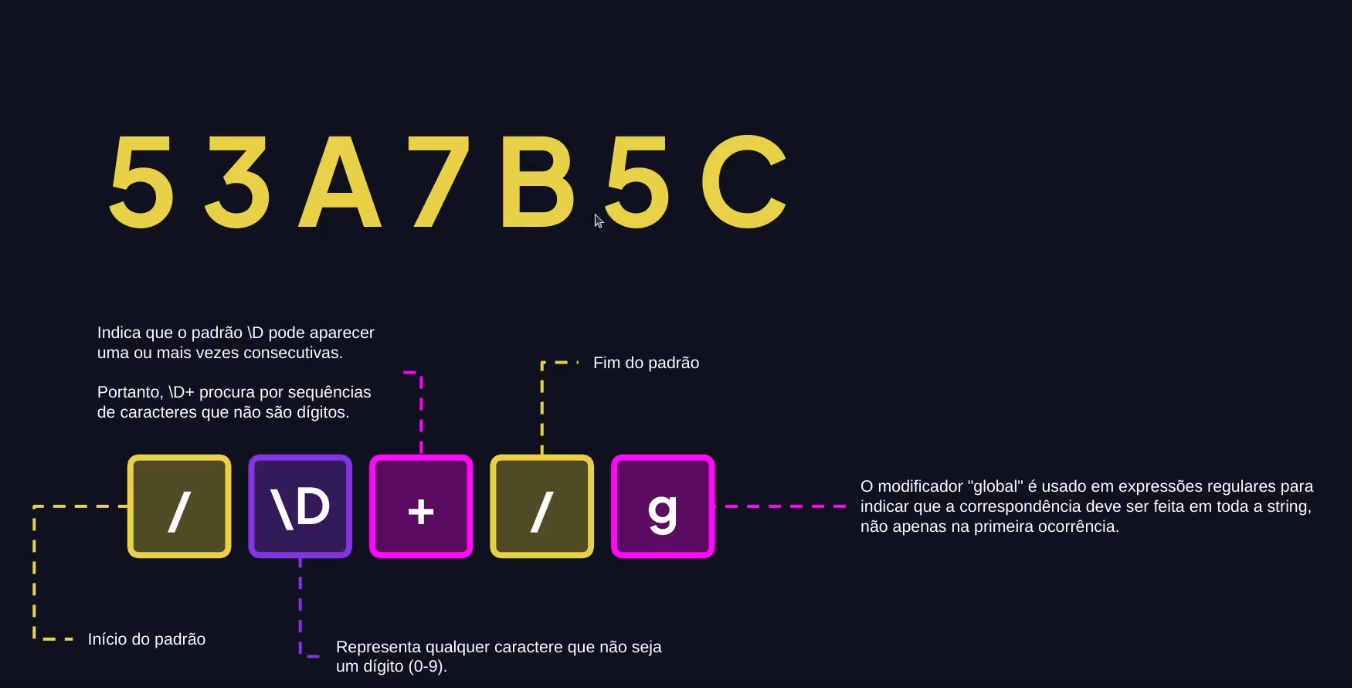 53A7B5C
Indica que o padrão \D pode aparecer
uma ou mais vezes consecutivas.
Portanto, \D+ procura por sequências
de caracteres que não são dígitos.
Fim do padrão
/ \D + / g
O modificador "global" é usado em expressões regulares para
indicar que a correspondência deve ser feita em toda a string,
não apenas na primeira ocorrência.
Início do padrão
Representa qualquer caractere que não seja
um dígito (0-9).